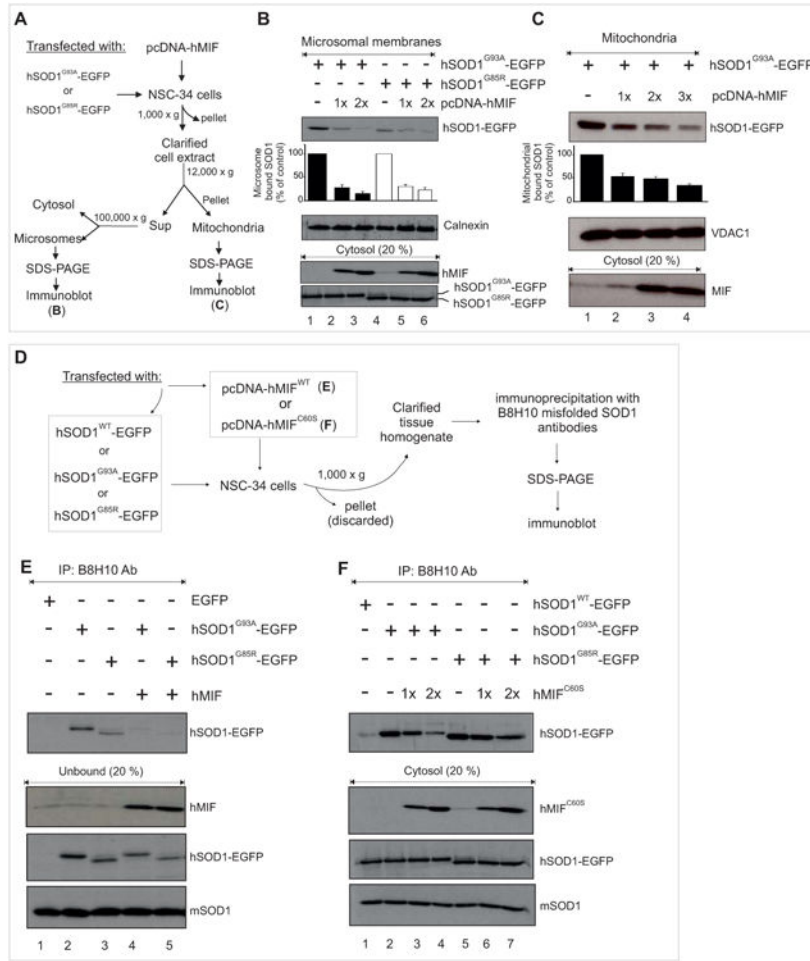 A
Transfected with:
pcDNA-hMIF
hSOD1G93A-EGFP
or
hSOD1G85R-EGFP
NSC-34 cells
1,000 x g
pellet
Clarified
cell extract
12,000 x g
Pellet
Cytosol
100,000 x g
Sup
Mitochondria
Microsomes
SDS-PAGE
SDS-PAGE
Immunoblot
(B)
Immunoblot
(C)
B
Microsomal membranes
+ + + - - - hSOD1G93A-EGFP
- - - + + + hSOD1G85R-EGFP
- 1x 2x - 1x 2x pcDNA-hMIF
hSOD1-EGFP
Microsome
bound SOD1
(% of control)
100
50
0
Calnexin
Cytosol (20 %)
hMIF
hSOD1G93A-EGFP
hSOD1G85R-EGFP
1 2 3 4 5 6
C
Mitochondria
+ + + + hSOD1G93A-EGFP
- 1x 2x 3x pcDNA-hMIF
hSOD1-EGFP
Mitochondrial
bound SOD1
(% of control)
100
50
0
VDAC1
Cytosol (20 %)
MIF
1 2 3 4
D
Transfected with:
pcDNA-hMIFWT (E)
or
pcDNA-hMIFC60S (F)
hSOD1WT-EGFP
or
hSOD1G93A-EGFP
or
hSOD1G85R-EGFP
NSC-34 cells
1,000 x g
pellet
(discarded)
Clarified
tissue
homogenate
immunoprecipitation with
B8H10 misfolded SOD1
antibodies
SDS-PAGE
immunoblot
E
IP: B8H10 Ab
+ - - - - EGFP
- + - + - hSOD1G93A-EGFP
- - + - + hSOD1G85R-EGFP
- - - + + hMIF
hSOD1-EGFP
Unbound (20 %)
hMIF
hSOD1-EGFP
mSOD1
1 2 3 4 5
F
IP: B8H10 Ab
+ - - - - - - hSOD1WT-EGFP
- + + + - - - hSOD1G93A-EGFP
- - - - + + + hSOD1G85R-EGFP
- - 1x 2x - 1x 2x hMIFC60S
hSOD1-EGFP
Cytosol (20 %)
hMIFC60S
hSOD1-EGFP
mSOD1
1 2 3 4 5 6 7